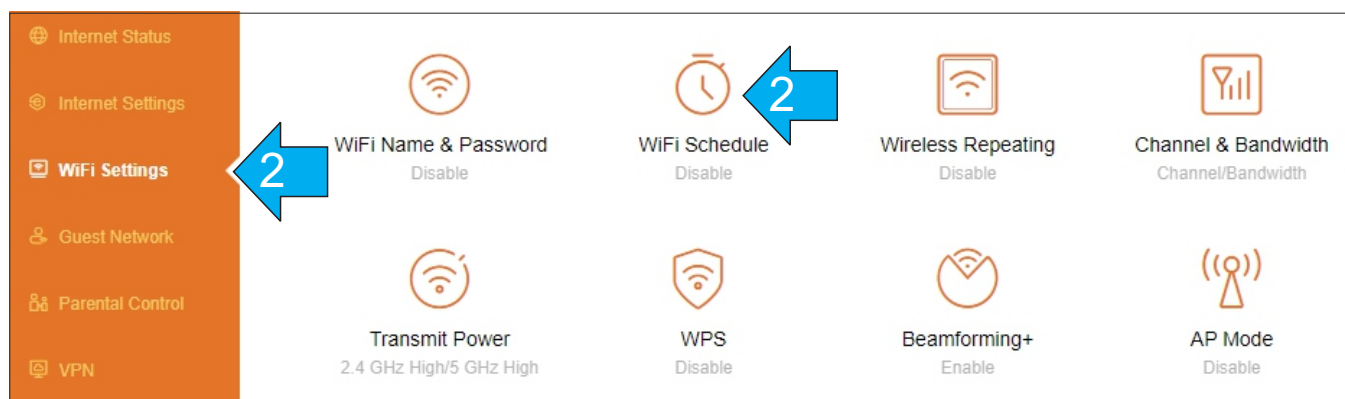 Internet Status
Internet Settings
WiFi Settings
2
Guest Network
Parental Control
VPN
2
WiFi Name & Password
WiFi Schedule
Wireless Repeating
Channel & Bandwidth
Disable
Disable
Disable
Channel/Bandwidth
Transmit Power
WPS
Beamforming+
AP Mode
2.4 GHz High/5 GHz High
Disable
Enable
Disable